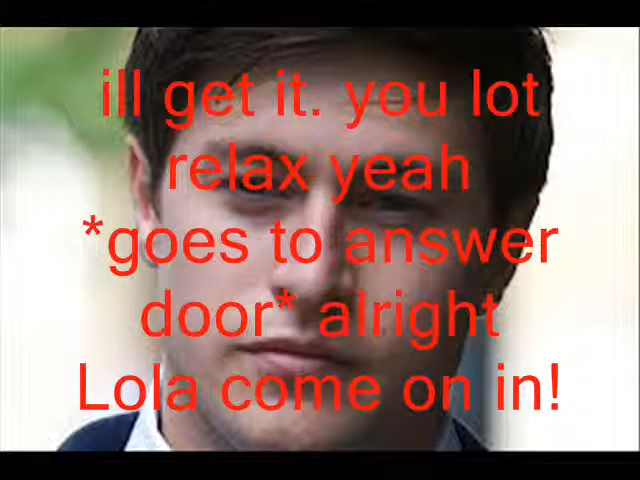 ill get it. you lot
relax yeah
*goes to answer
door* alright
Lola come on in!